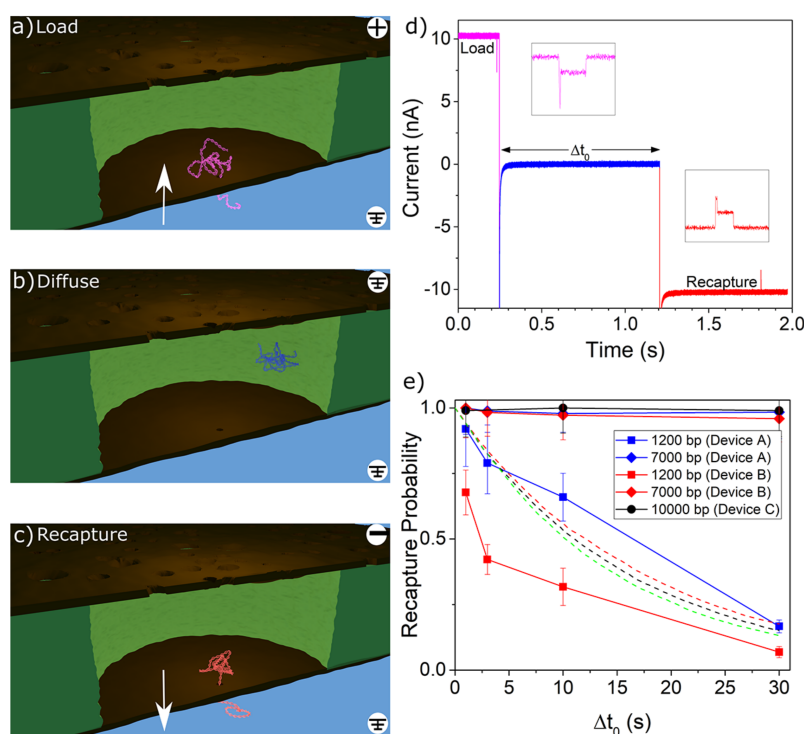 a) Load
+
b) Diffuse
c) Recapture
−
d)
Current (nA)
10
5
0
-5
-10
Load
Δt₀
Recapture
0.0
0.5
1.0
1.5
2.0
Time (s)
e)
Recapture Probability
1.0
0.5
0.0
1200 bp (Device A)
7000 bp (Device A)
1200 bp (Device B)
7000 bp (Device B)
10000 bp (Device C)
0
5
10
15
20
25
30
Δt₀ (s)